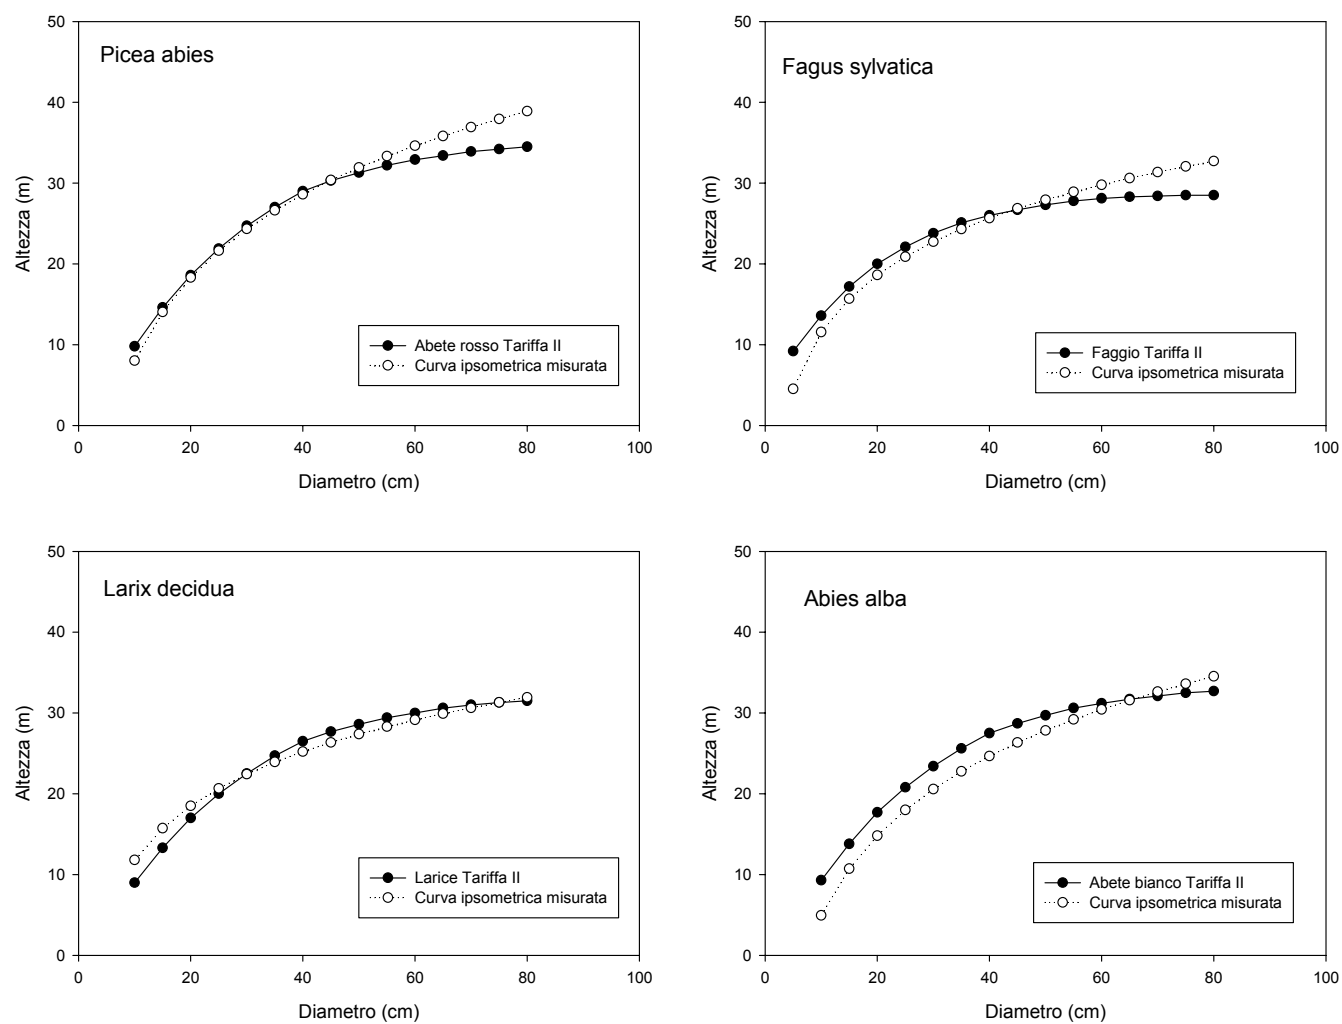 Picea abies
50
40
30
20
10
0
Altezza (m)
0 20 40 60 80 100
Diametro (cm)
Abete rosso Tariffa II
Curva ipsometrica misurata
Fagus sylvatica
50
40
30
20
10
0
Altezza (m)
0 20 40 60 80 100
Diametro (cm)
Faggio Tariffa II
Curva ipsometrica misurata
Larix decidua
50
40
30
20
10
0
Altezza (m)
0 20 40 60 80 100
Diametro (cm)
Larice Tariffa II
Curva ipsometrica misurata
Abies alba
50
40
30
20
10
0
Altezza (m)
0 20 40 60 80 100
Diametro (cm)
Abete bianco Tariffa II
Curva ipsometrica misurata